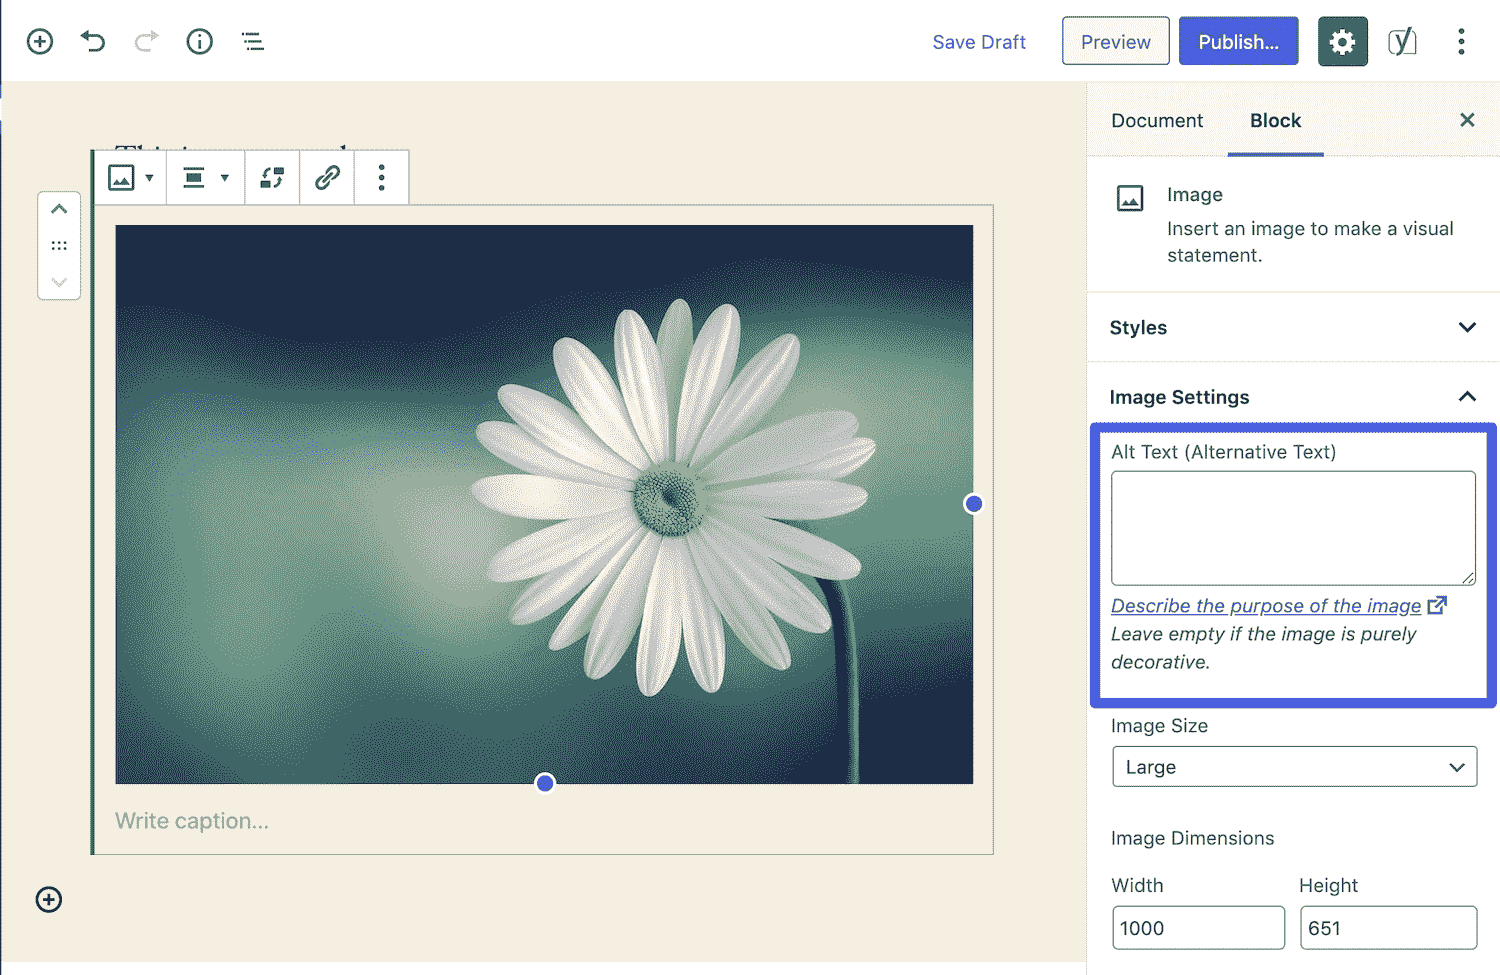 Save Draft
Preview
Publish...
Document
Block
Image
Insert an image to make a visual
statement.
Styles
Image Settings
Alt Text (Alternative Text)
Describe the purpose of the image
Leave empty if the image is purely
decorative.
Image Size
Large
Image Dimensions
Width
Height
1000
651
Write caption...